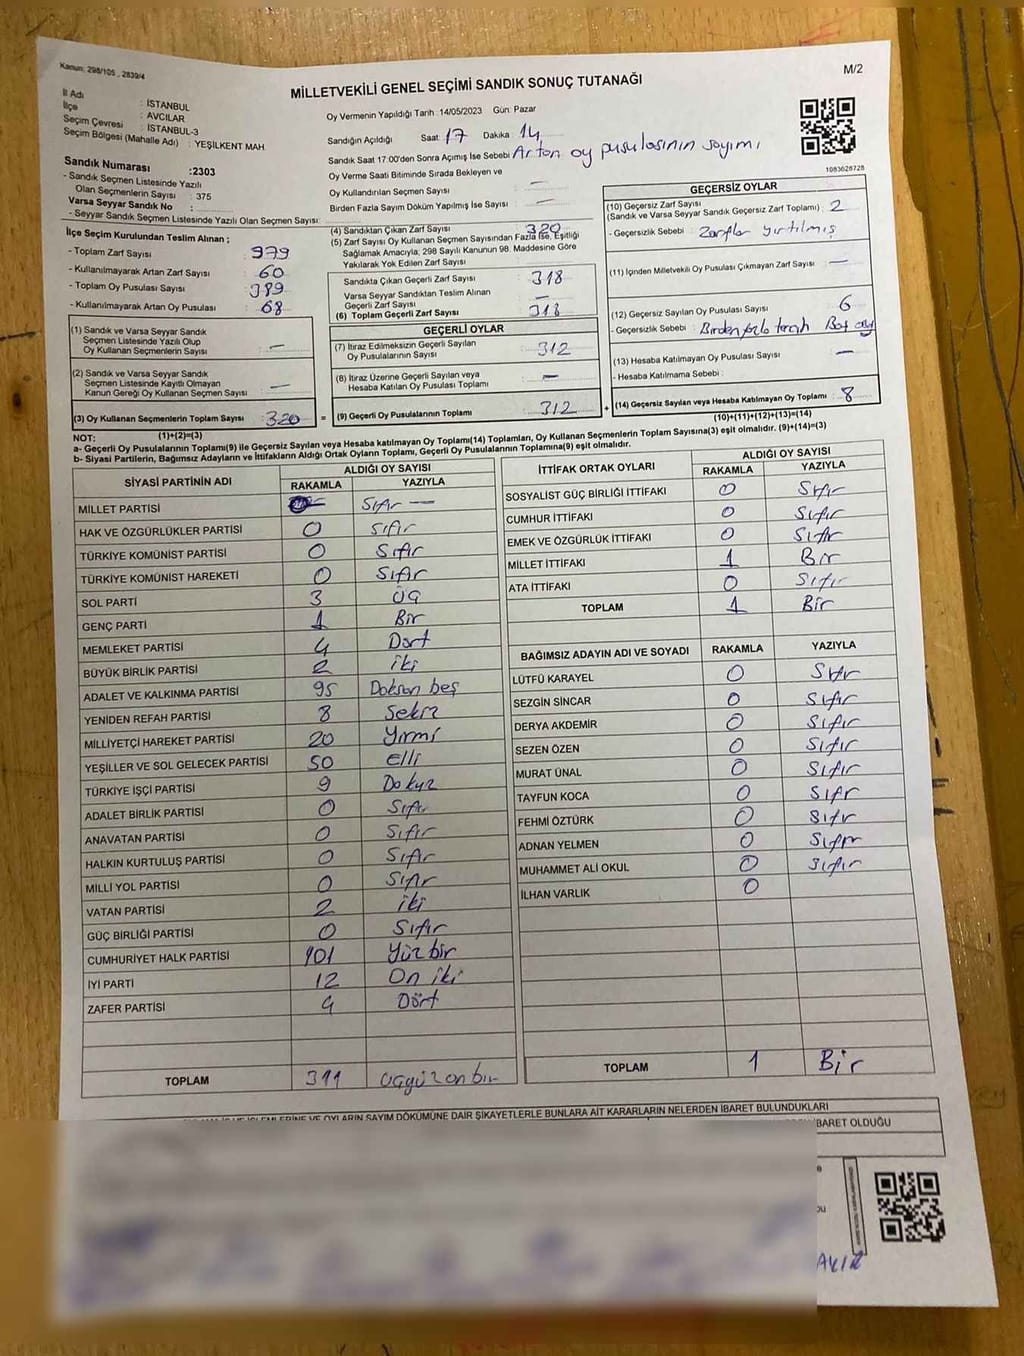 Kanun: 298/105 , 2839/4
M/2
MİLLETVEKİLİ GENEL SEÇİMİ SANDIK SONUÇ TUTANAĞI
İl Adı : İSTANBUL
İlçe : AVCILAR
Seçim Çevresi : İSTANBUL-3
Seçim Bölgesi (Mahalle Adı) : YEŞİLKENT MAH.
Oy Vermenin Yapıldığı Tarih :14/05/2023 Gün: Pazar
Sandığın Açıldığı Saat: 17 Dakika: 14
Sandık Saat 17:00'den Sonra Açılmış İse Sebebi: Artan oy pusulasının sayımı
Oy Verme Saati Bitiminde Sırada Bekleyen ve
Oy Kullandırılan Seçmen Sayısı : —
Birden Fazla Sayım Döküm Yapılmış İse Sayısı : —
1083628728
Sandık Numarası :2303
- Sandık Seçmen Listesinde Yazılı
Olan Seçmenlerin Sayısı : 375
Varsa Seyyar Sandık No :
- Seyyar Sandık Seçmen Listesinde Yazılı Olan Seçmen Sayısı:
İlçe Seçim Kurulundan Teslim Alınan ;
- Toplam Zarf Sayısı : 979
- Kullanılmayarak Artan Zarf Sayısı : 60
- Toplam Oy Pusulası Sayısı : 389
- Kullanılmayarak Artan Oy Pusulası : 68
(1) Sandık ve Varsa Seyyar Sandık
Seçmen Listesinde Yazılı Olup
Oy Kullanan Seçmenlerin Sayısı : —
(2) Sandık ve Varsa Seyyar Sandık
Seçmen Listesinde Kayıtlı Olmayan
Kanun Gereği Oy Kullanan Seçmen Sayısı : —
(3) Oy Kullanan Seçmenlerin Toplam Sayısı : 320
(1)+(2)=(3)
(4) Sandıktan Çıkan Zarf Sayısı : 320
(5) Zarf Sayısı Oy Kullanan Seçmen Sayısından Fazla İse, Eşitliği
Sağlamak Amacıyla, 298 Sayılı Kanunun 98. Maddesine Göre
Yakılarak Yok Edilen Zarf Sayısı :
Sandıkta Çıkan Geçerli Zarf Sayısı : 318
Varsa Seyyar Sandıktan Teslim Alınan
Geçerli Zarf Sayısı : —
(6) Toplam Geçerli Zarf Sayısı : 318
GEÇERLİ OYLAR
(7) İtiraz Edilmeksizin Geçerli Sayılan
Oy Pusulalarının Sayısı : 312
(8) İtiraz Üzerine Geçerli Sayılan veya
Hesaba Katılan Oy Pusulası Toplamı : —
= (9) Geçerli Oy Pusulalarının Toplamı : 312
GEÇERSİZ OYLAR
(10) Geçersiz Zarf Sayısı
(Sandık ve Varsa Seyyar Sandık Geçersiz Zarf Toplamı) : 2
- Geçersizlik Sebebi : Zarflar yırtılmış
(11) İçinden Milletvekili Oy Pusulası Çıkmayan Zarf Sayısı : —
(12) Geçersiz Sayılan Oy Pusulası Sayısı : 6
- Geçersizlik Sebebi : Birden fazla tercih Boş oy
(13) Hesaba Katılmayan Oy Pusulası Sayısı : —
- Hesaba Katılmama Sebebi :
+ (14) Geçersiz Sayılan veya Hesaba Katılmayan Oy Toplamı : 8
(10)+(11)+(12)+(13)=(14)
NOT:
a- Geçerli Oy Pusulalarının Toplamı(9) ile Geçersiz Sayılan veya Hesaba katılmayan Oy Toplamı(14) Toplamları, Oy Kullanan Seçmenlerin Toplam Sayısına(3) eşit olmalıdır. (9)+(14)=(3)
b- Siyasi Partilerin, Bağımsız Adayların ve İttifakların Aldığı Ortak Oyların Toplamı, Geçerli Oy Pusulalarının Toplamına(9) eşit olmalıdır.
SİYASİ PARTİNİN ADI ALDIĞI OY SAYISI
RAKAMLA YAZIYLA
MİLLET PARTİSİ Sıfır —
HAK VE ÖZGÜRLÜKLER PARTİSİ 0 Sıfır
TÜRKİYE KOMÜNİST PARTİSİ 0 Sıfır
TÜRKİYE KOMÜNİST HAREKETİ 0 Sıfır
SOL PARTİ 3 Üç
GENÇ PARTİ 1 Bir
MEMLEKET PARTİSİ 4 Dört
BÜYÜK BİRLİK PARTİSİ 2 iki
ADALET VE KALKINMA PARTİSİ 95 Doksan beş
YENİDEN REFAH PARTİSİ 8 Sekiz
MİLLİYETÇİ HAREKET PARTİSİ 20 Yirmi
YEŞİLLER VE SOL GELECEK PARTİSİ 50 elli
TÜRKİYE İŞÇİ PARTİSİ 9 Dokuz
ADALET BİRLİK PARTİSİ 0 Sıfır
ANAVATAN PARTİSİ 0 Sıfır
HALKIN KURTULUŞ PARTİSİ 0 Sıfır
MİLLİ YOL PARTİSİ 0 Sıfır
VATAN PARTİSİ 2 iki
GÜÇ BİRLİĞİ PARTİSİ 0 Sıfır
CUMHURİYET HALK PARTİSİ 101 Yüz bir
İYİ PARTİ 12 On iki
ZAFER PARTİSİ 4 Dört
TOPLAM 311 üçyüz on bir
İTTİFAK ORTAK OYLARI ALDIĞI OY SAYISI
RAKAMLA YAZIYLA
SOSYALİST GÜÇ BİRLİĞİ İTTİFAKI 0 Sıfır
CUMHUR İTTİFAKI 0 Sıfır
EMEK VE ÖZGÜRLÜK İTTİFAKI 0 Sıfır
MİLLET İTTİFAKI 1 Bir
ATA İTTİFAKI 0 Sıfır
TOPLAM 1 Bir
BAĞIMSIZ ADAYIN ADI VE SOYADI RAKAMLA YAZIYLA
LÜTFÜ KARAYEL 0 Sıfır
SEZGİN SİNCAR 0 Sıfır
DERYA AKDEMİR 0 Sıfır
SEZEN ÖZEN 0 Sıfır
MURAT ÜNAL 0 Sıfır
TAYFUN KOCA 0 Sıfır
FEHMİ ÖZTÜRK 0 Sıfır
ADNAN YELMEN 0 Sıfır
MUHAMMET ALİ OKUL 0 Sıfır
İLHAN VARLIK 0
TOPLAM 1 Bir
İŞLEMLERİNE VE OYLARIN SAYIM DÖKÜMÜNE DAİR ŞİKAYETLERLE BUNLARA AİT KARARLARIN NELERDEN İBARET BULUNDUKLARI
İBARET OLDUĞU